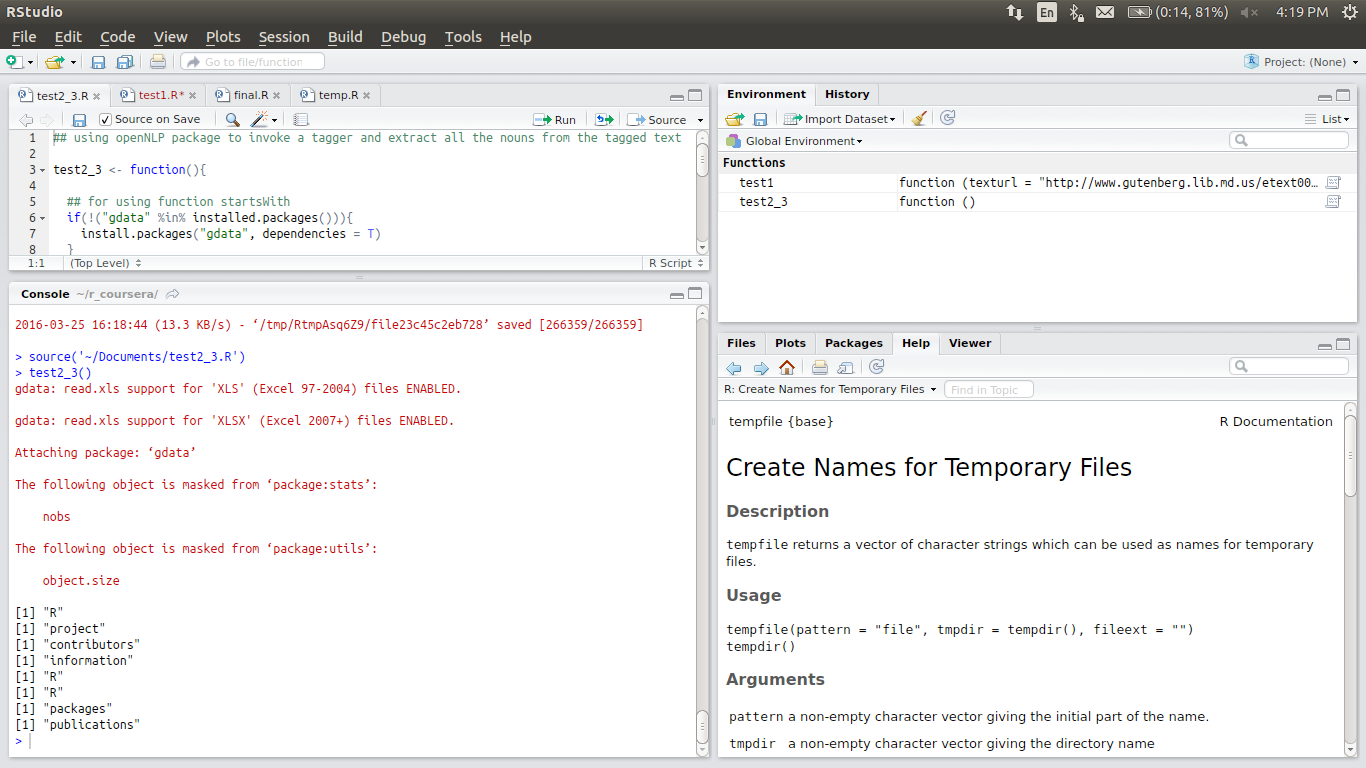 RStudio
En
(0:14, 81%)
4:19 PM
File Edit Code View Plots Session Build Debug Tools Help
Go to file/function
Project: (None)
test2_3.R
test1.R*
final.R
temp.R
Source on Save
Run
Source
1 ## using openNLP package to invoke a tagger and extract all the nouns from the tagged text
2
3 test2_3 <- function(){
4
5 ## for using function startsWith
6 if(!("gdata" %in% installed.packages())){
7 install.packages("gdata", dependencies = T)
8 }
1:1 (Top Level) R Script
Console ~/r_coursera/
2016-03-25 16:18:44 (13.3 KB/s) - ‘/tmp/RtmpAsq6Z9/file23c45c2eb728’ saved [266359/266359]
> source('~/Documents/test2_3.R')
> test2_3()
gdata: read.xls support for 'XLS' (Excel 97-2004) files ENABLED.
gdata: read.xls support for 'XLSX' (Excel 2007+) files ENABLED.
Attaching package: ‘gdata’
The following object is masked from ‘package:stats’:
nobs
The following object is masked from ‘package:utils’:
object.size
[1] "R"
[1] "project"
[1] "contributors"
[1] "information"
[1] "R"
[1] "R"
[1] "packages"
[1] "publications"
>
Environment History
Import Dataset
List
Global Environment
Functions
test1 function (texturl = "http://www.gutenberg.lib.md.us/etext00…
test2_3 function ()
Files Plots Packages Help Viewer
R: Create Names for Temporary Files
Find in Topic
tempfile {base} R Documentation
Create Names for Temporary Files
Description
tempfile returns a vector of character strings which can be used as names for temporary
files.
Usage
tempfile(pattern = "file", tmpdir = tempdir(), fileext = "")
tempdir()
Arguments
pattern a non-empty character vector giving the initial part of the name.
tmpdir a non-empty character vector giving the directory name